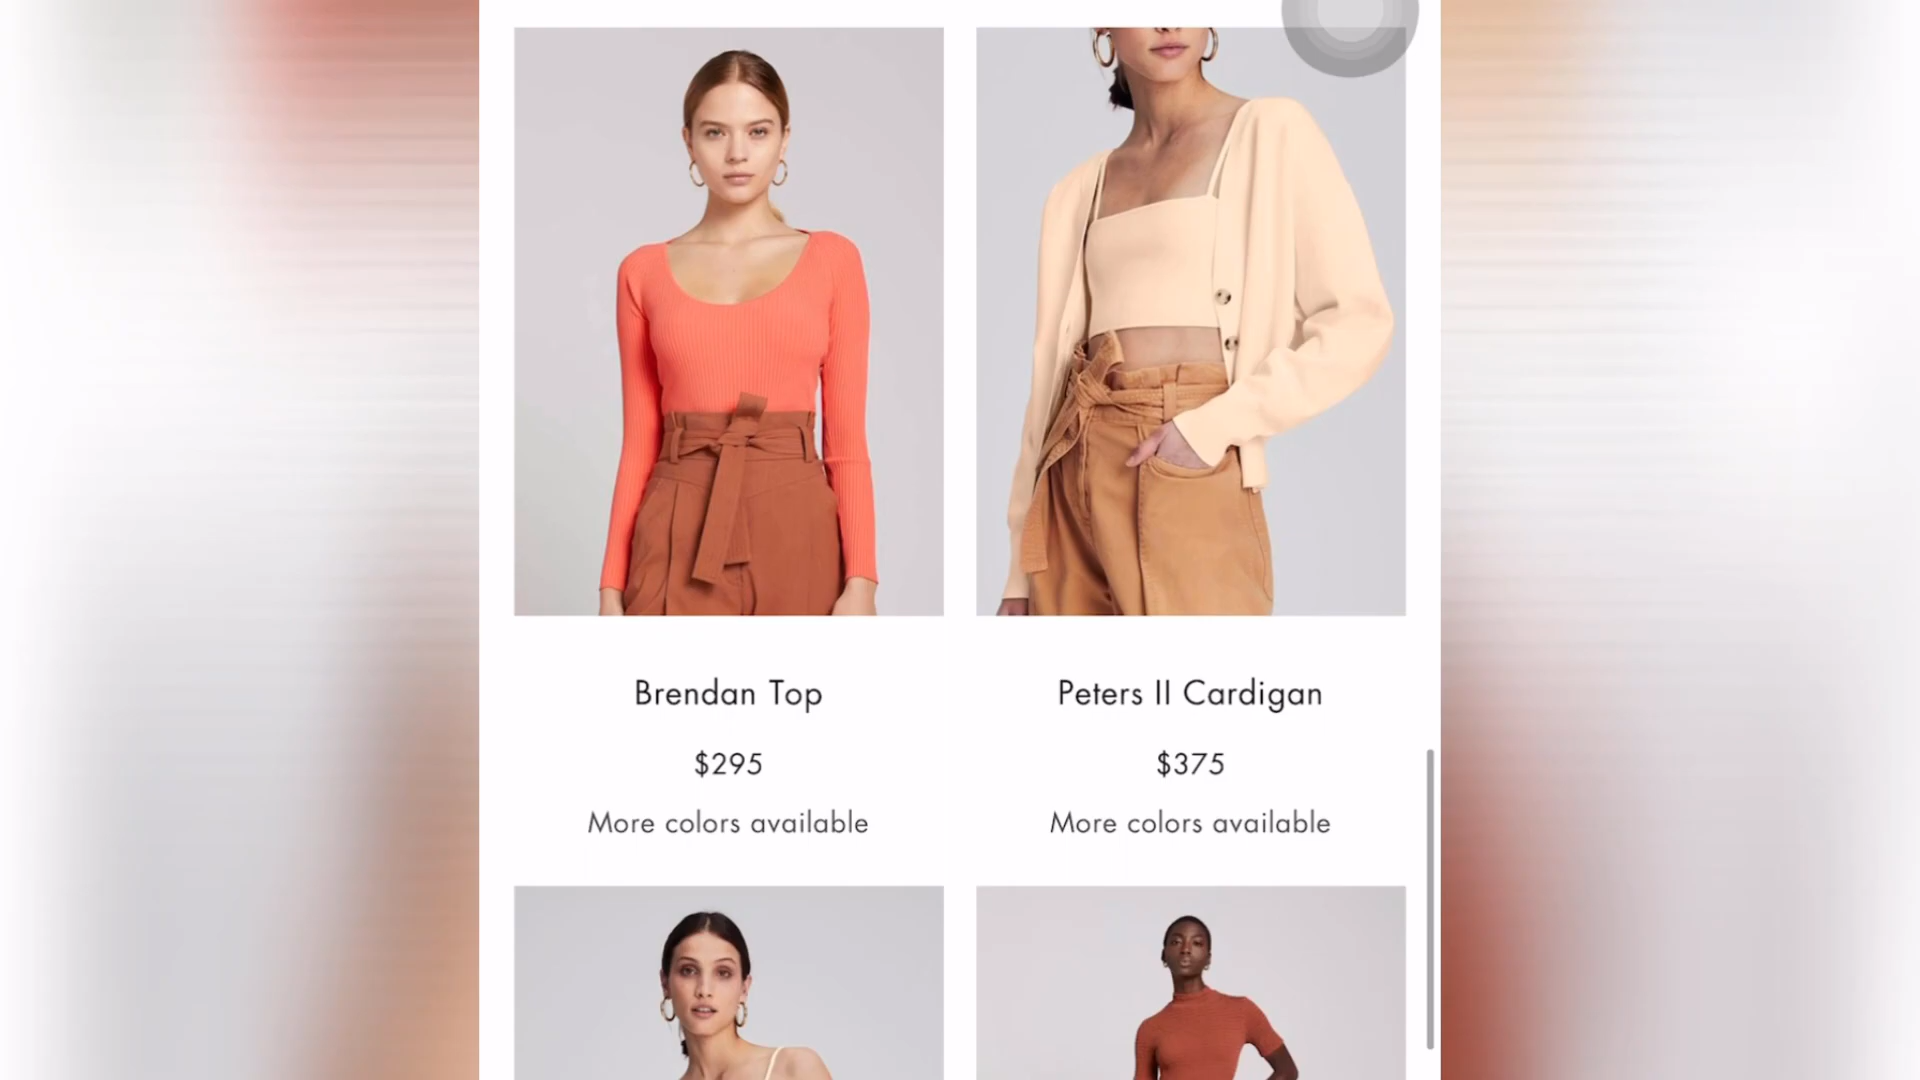 Brendan Top
$295
More colors available
Peters II Cardigan
$375
More colors available